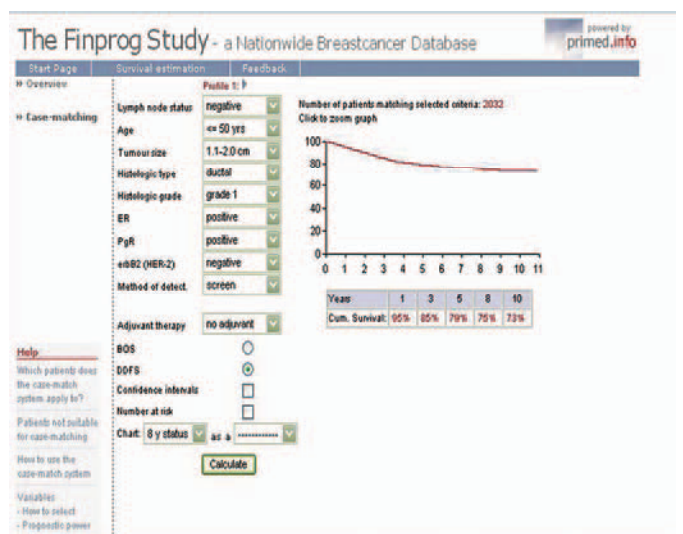 The Finprog Study - a Nationwide Breastcancer Database
powered by
primed.info
Start Page Survival estimation Feedback
» Overview
» Case-matching
Profile 1:
Lymph node status negative
Age <= 50 yrs
Tumour size 1.1-2.0 cm
Histologic type ductal
Histologic grade grade 1
ER positive
PgR positive
erbB2 (HER-2) negative
Method of detect. screen
Adjuvant therapy no adjuvant
BOS
DDFS
Confidence intervals
Number at risk
Chart: 8 y status as a ------------
Calculate
Number of patients matching selected criteria: 2032
Click to zoom graph
100
80
60
40
20
0
0 1 2 3 4 5 6 7 8 9 10 11
Years 1 3 5 8 10
Cum. Survival: 95% 85% 79% 75% 73%
Help
Which patients does
the case-match
system apply to?
Patients not suitable
for case-matching
How to use the
case-match system
Variables
- How to select
- Prognostic power